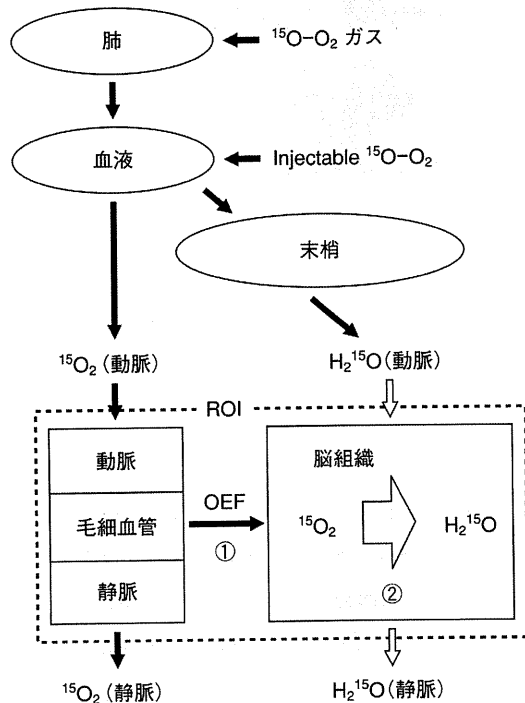 肺
¹⁵O−O₂ ガス
血液
Injectable ¹⁵O−O₂
末梢
¹⁵O₂ (動脈)
H₂¹⁵O (動脈)
ROI
動脈
毛細血管
静脈
OEF
①
脳組織
¹⁵O₂
H₂¹⁵O
②
¹⁵O₂ (静脈)
H₂¹⁵O (静脈)